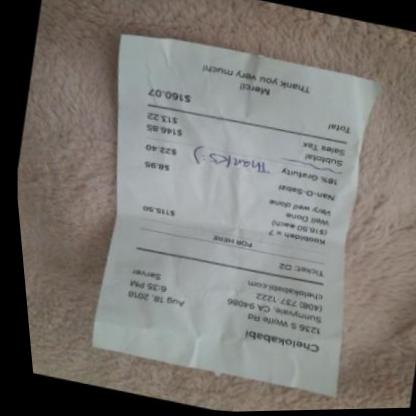 Chelokababi
1236 S Wolfe Rd
Sunnyvale, CA 94086
(408) 737-1222
chelokababi.com
Aug 18, 2018
6:35 PM
Server
Ticket: D2
FOR HERE
Koobideh x 7 $115.50
($16.50 each)
Well Done
Very well done
Nan-O-Sabzi $8.95
18% Gratuity $22.40
Thanks :)
Subtotal $146.85
Sales Tax $13.22
Total $160.07
Merci!
Thank you very much!